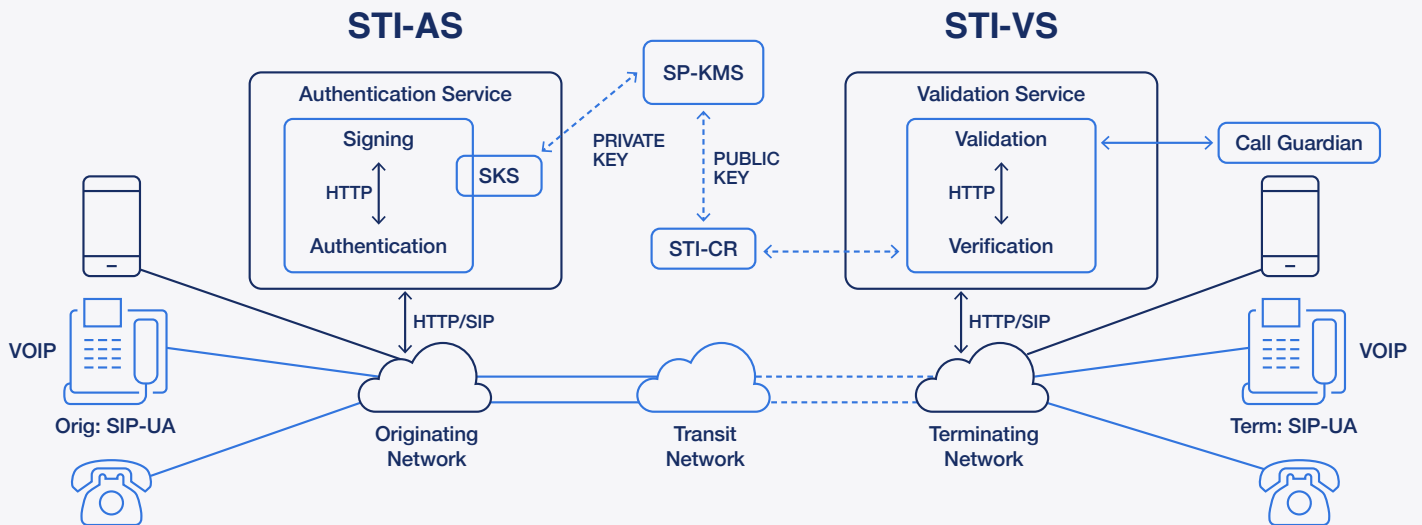 STI-AS
STI-VS
SP-KMS
Authentication Service
Validation Service
Signing
PRIVATE
KEY
Validation
Call Guardian
PUBLIC
KEY
SKS
HTTP
HTTP
Authentication
STI-CR
Verification
HTTP/SIP
HTTP/SIP
VOIP
VOIP
Orig: SIP-UA
Originating
Network
Transit
Network
Terminating
Network
Term: SIP-UA